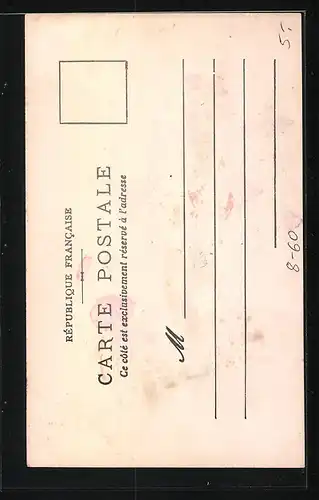 RÉPUBLIQUE FRANÇAISE
CARTE POSTALE
Ce côté est exclusivement réservé à l'adresse
M
8-60
5.-